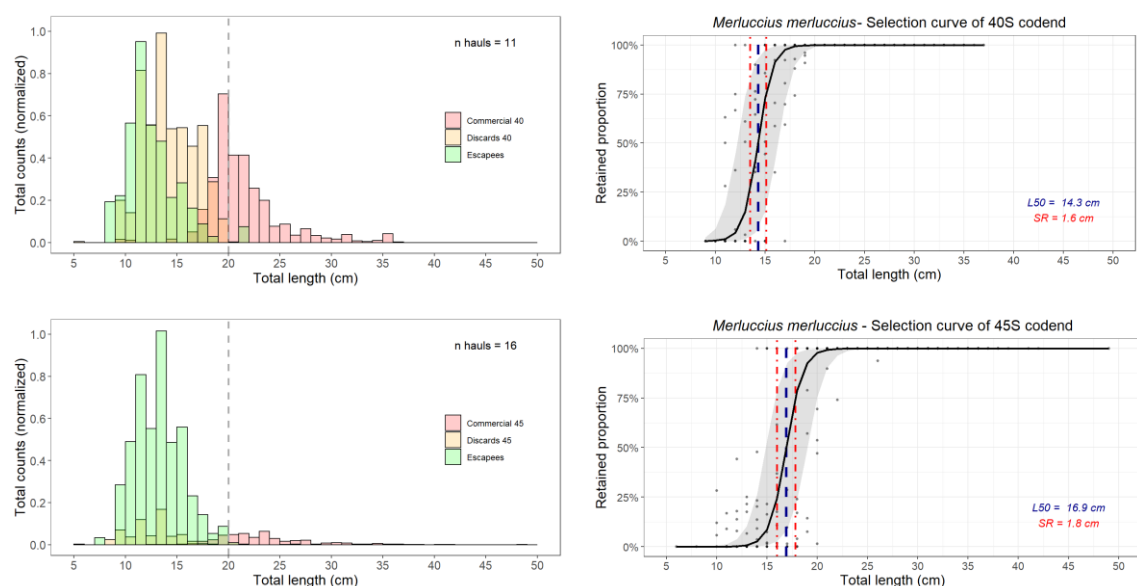 1.0
0.8
0.6
0.4
0.2
0.0
Total counts (normalized)
n hauls = 11
Commercial 40
Discards 40
Escapees
5 10 15 20 25 30 35 40 45 50
Total length (cm)
Merluccius merluccius- Selection curve of 40S codend
100%
75%
50%
25%
0%
Retained proportion
L50 = 14.3 cm
SR = 1.6 cm
5 10 15 20 25 30 35 40 45 50
Total length (cm)
1.0
0.8
0.6
0.4
0.2
0.0
Total counts (normalized)
n hauls = 16
Commercial 45
Discards 45
Escapees
5 10 15 20 25 30 35 40 45 50
Total length (cm)
Merluccius merluccius - Selection curve of 45S codend
100%
75%
50%
25%
0%
Retained proportion
L50 = 16.9 cm
SR = 1.8 cm
5 10 15 20 25 30 35 40 45 50
Total length (cm)